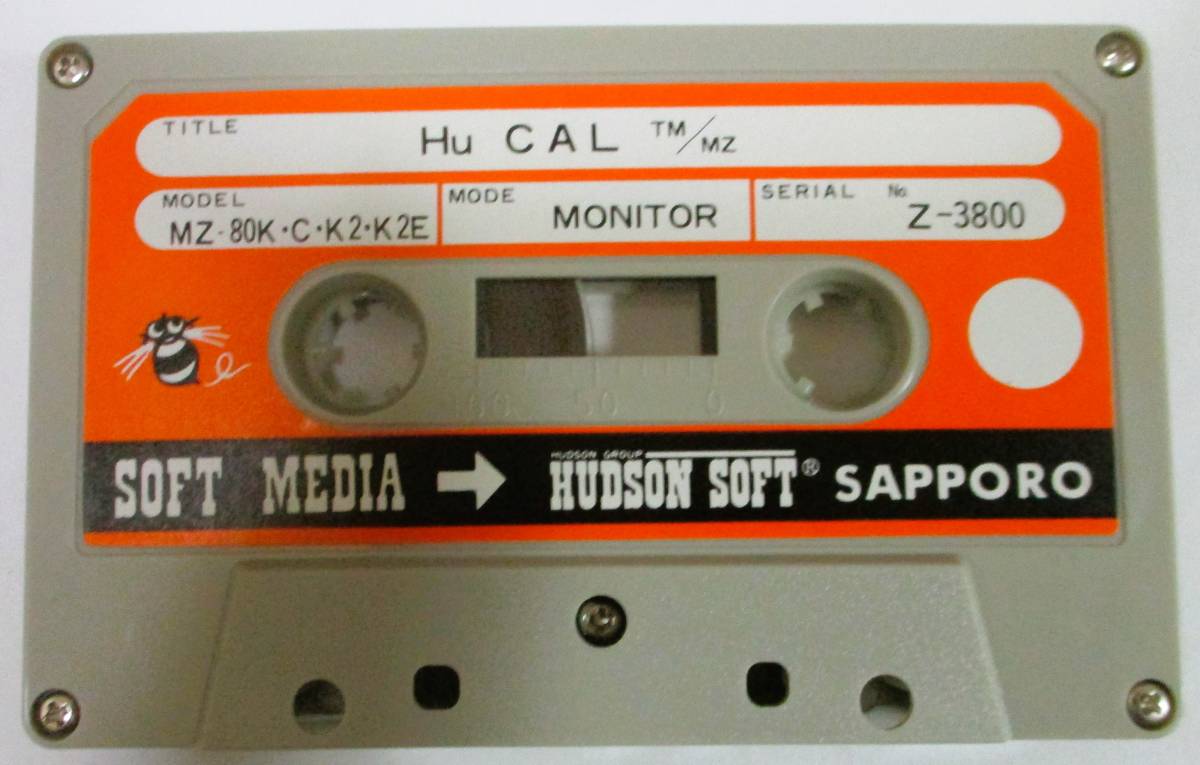 TITLE
Hu CAL TM/MZ
MODEL
MZ-80K・C・K2・K2E
MODE
MONITOR
SERIAL No.
Z-3800
100 50 0
SOFT MEDIA → HUDSON GROUP
HUDSON SOFT® SAPPORO